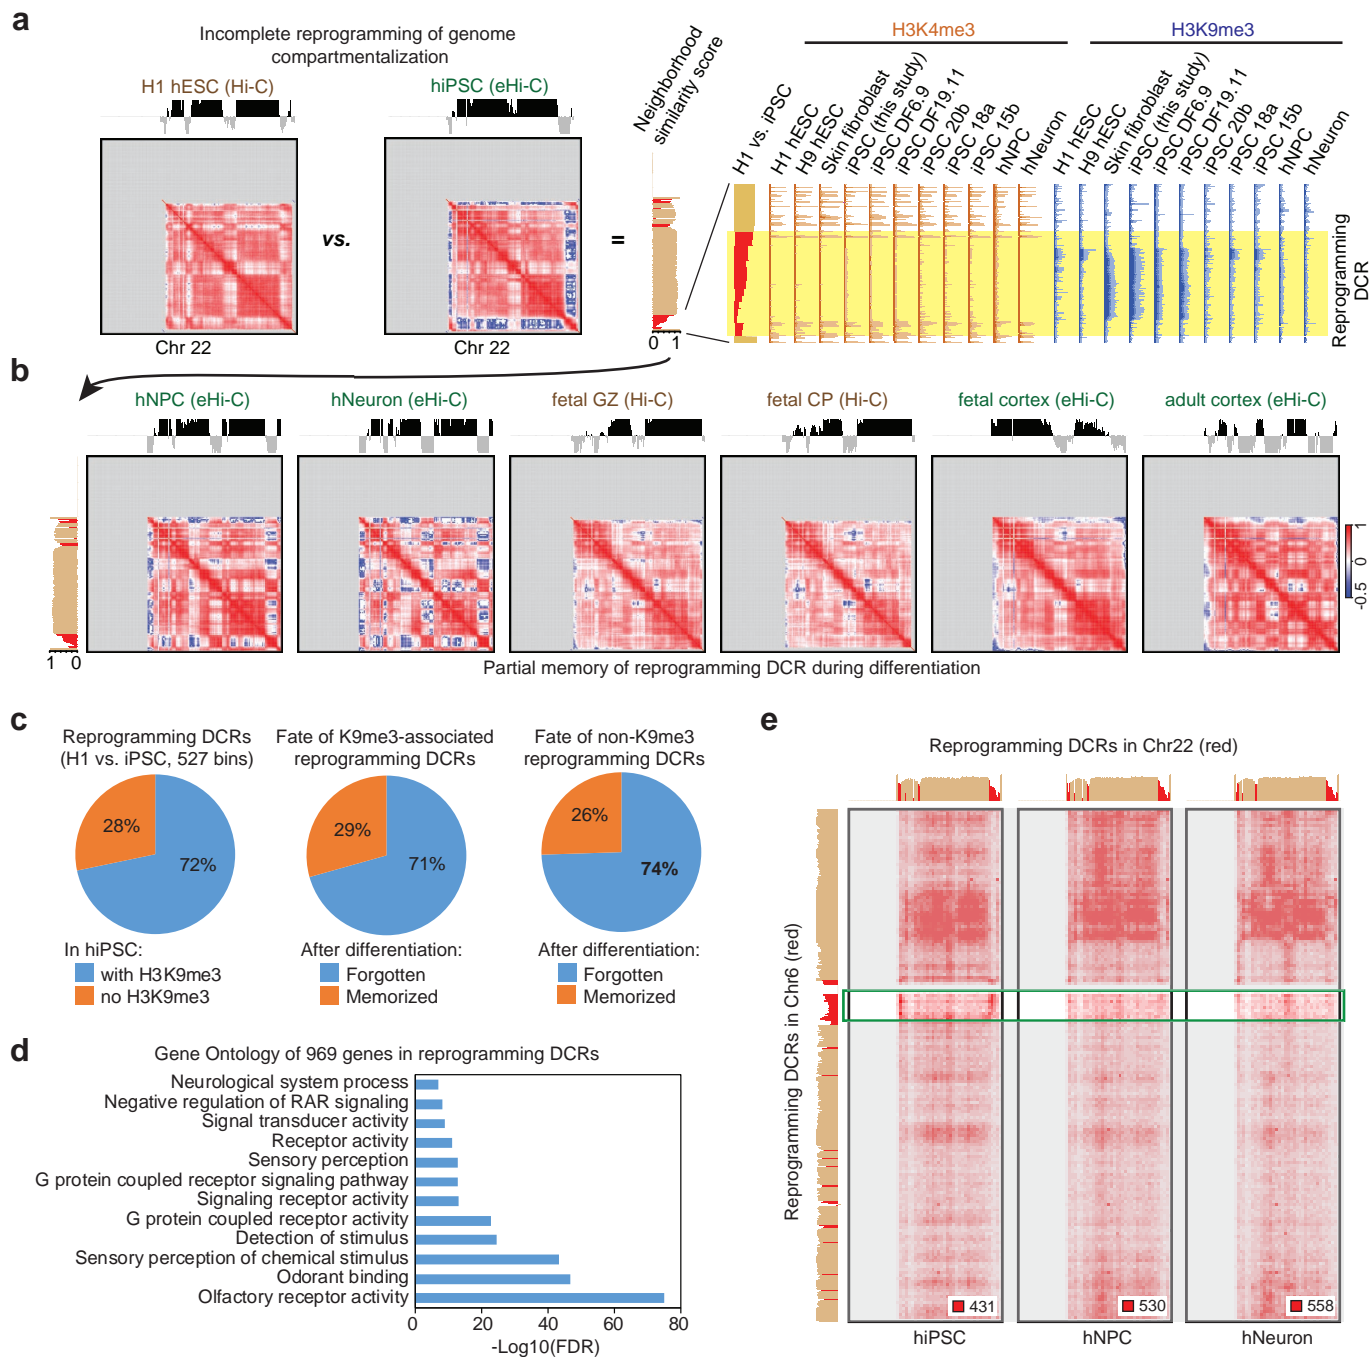 a
Incomplete reprogramming of genome
compartmentalization
H1 hESC (Hi-C)
hiPSC (eHi-C)
vs.
=
Chr 22
Chr 22
Neighborhood
similarity score
0 1
H3K4me3
H3K9me3
H1 vs. iPSC
H1 hESC
H9 hESC
Skin fibroblast
iPSC (this study)
iPSC DF6.9
iPSC DF19.11
iPSC 20b
iPSC 18a
iPSC 15b
hNPC
hNeuron
H1 hESC
H9 hESC
Skin fibroblast
iPSC (this study)
iPSC DF6.9
iPSC DF19.11
iPSC 20b
iPSC 18a
iPSC 15b
hNPC
hNeuron
Reprogramming
DCR
b
hNPC (eHi-C)
hNeuron (eHi-C)
fetal GZ (Hi-C)
fetal CP (Hi-C)
fetal cortex (eHi-C)
adult cortex (eHi-C)
1 0
-0.5 0 1
Partial memory of reprogramming DCR during differentiation
c
Reprogramming DCRs
(H1 vs. iPSC, 527 bins)
28%
72%
In hiPSC:
with H3K9me3
no H3K9me3
Fate of K9me3-associated
reprogramming DCRs
29%
71%
After differentiation:
Forgotten
Memorized
Fate of non-K9me3
reprogramming DCRs
26%
74%
After differentiation:
Forgotten
Memorized
d
Gene Ontology of 969 genes in reprogramming DCRs
Neurological system process
Negative regulation of RAR signaling
Signal transducer activity
Receptor activity
Sensory perception
G protein coupled receptor signaling pathway
Signaling receptor activity
G protein coupled receptor activity
Detection of stimulus
Sensory perception of chemical stimulus
Odorant binding
Olfactory receptor activity
0 20 40 60 80
-Log10(FDR)
e
Reprogramming DCRs in Chr22 (red)
Reprogramming DCRs in Chr6 (red)
431
530
558
hiPSC
hNPC
hNeuron